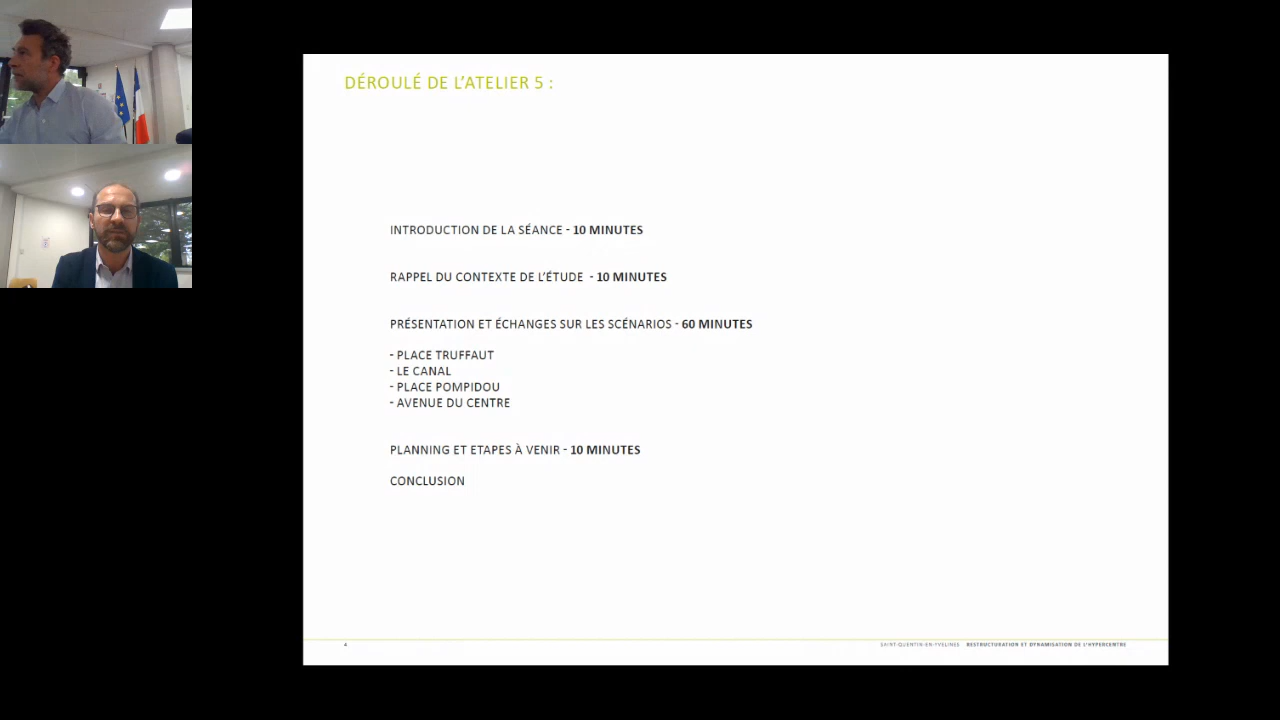 DÉROULÉ DE L'ATELIER 5 :
INTRODUCTION DE LA SÉANCE - 10 MINUTES
RAPPEL DU CONTEXTE DE L'ÉTUDE - 10 MINUTES
PRÉSENTATION ET ÉCHANGES SUR LES SCÉNARIOS - 60 MINUTES
- PLACE TRUFFAUT
- LE CANAL
- PLACE POMPIDOU
- AVENUE DU CENTRE
PLANNING ET ETAPES À VENIR - 10 MINUTES
CONCLUSION
4
SAINT-QUENTIN-EN-YVELINES RESTRUCTURATION ET DYNAMISATION DE L'HYPERCENTRE